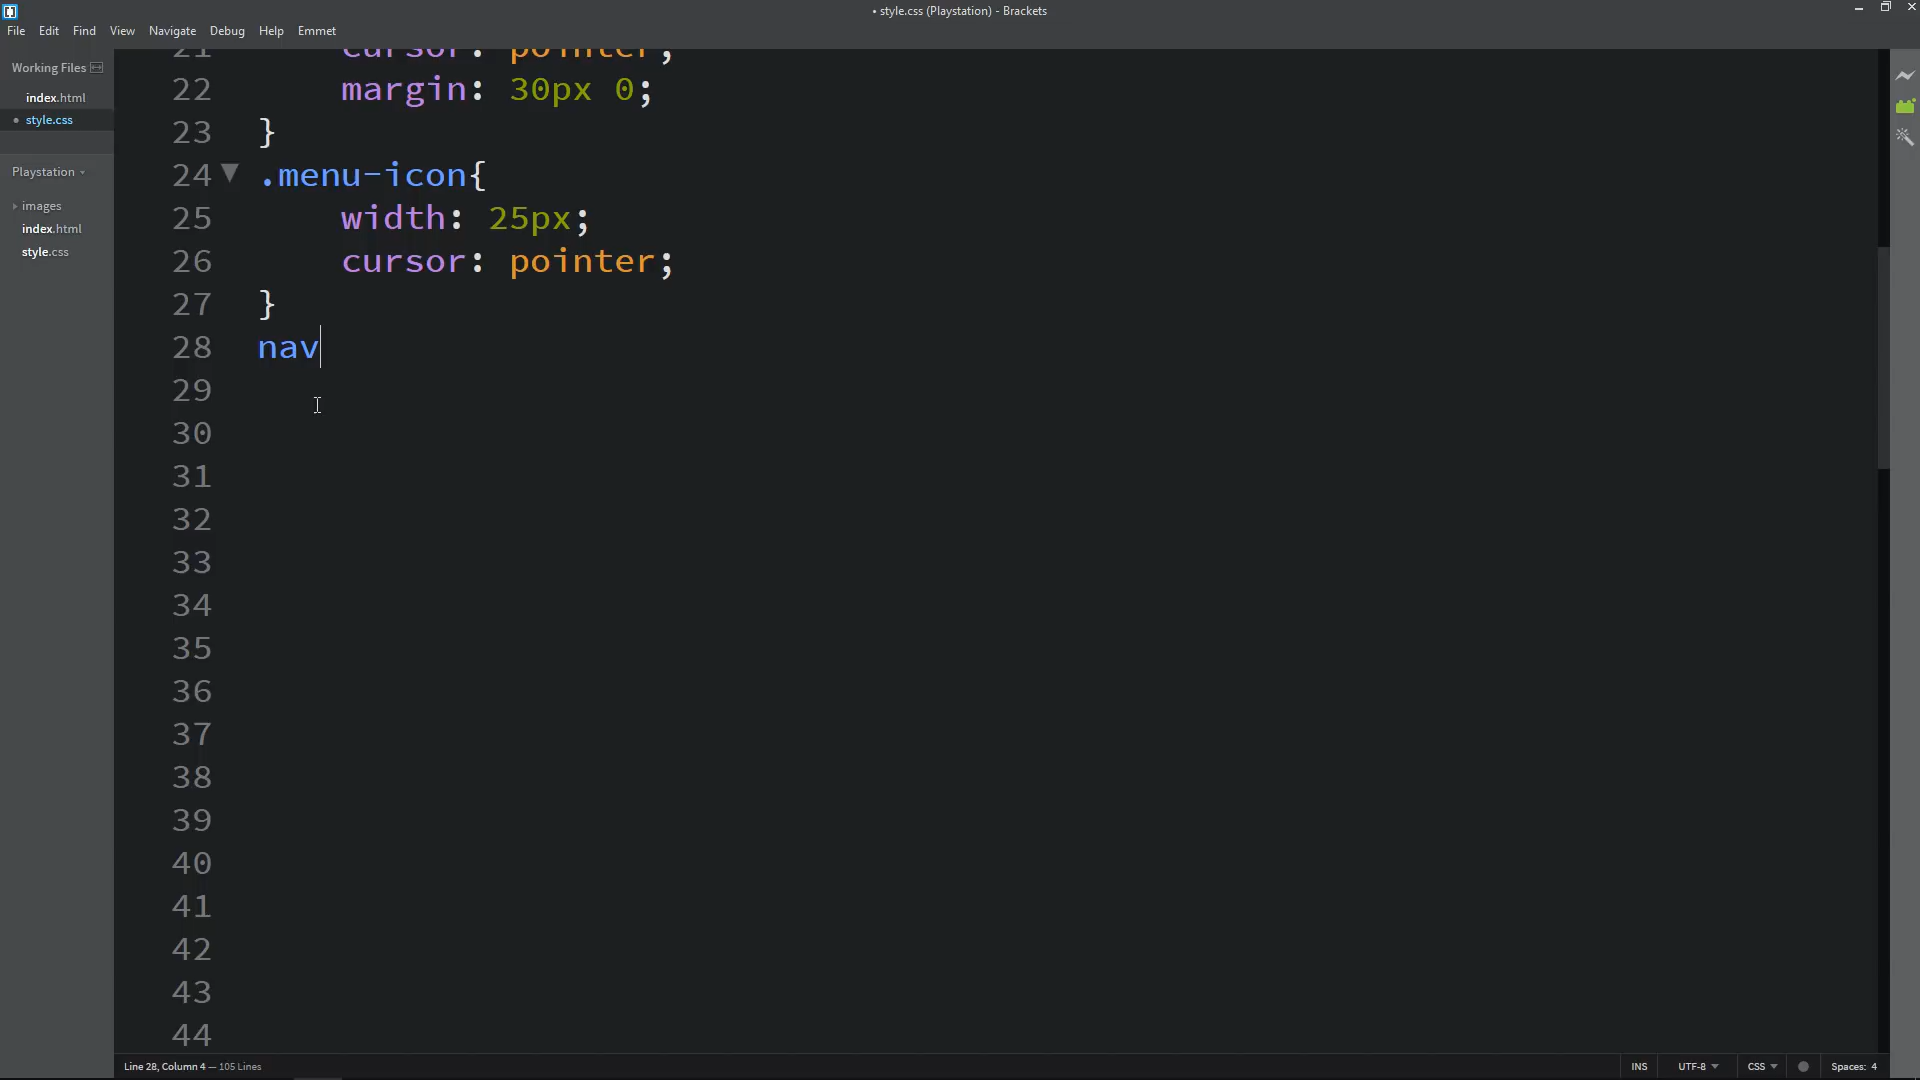 • style.css (Playstation) - Brackets
File Edit Find View Navigate Debug Help Emmet
Working Files
index.html
style.css
Playstation
images
index.html
style.css
21 cursor: pointer;
22 margin: 30px 0;
23 }
24 .menu-icon{
25 width: 25px;
26 cursor: pointer;
27 }
28 nav
29
30
31
32
33
34
35
36
37
38
39
40
41
42
43
44
Line 28, Column 4 — 105 Lines
INS UTF-8 CSS Spaces: 4